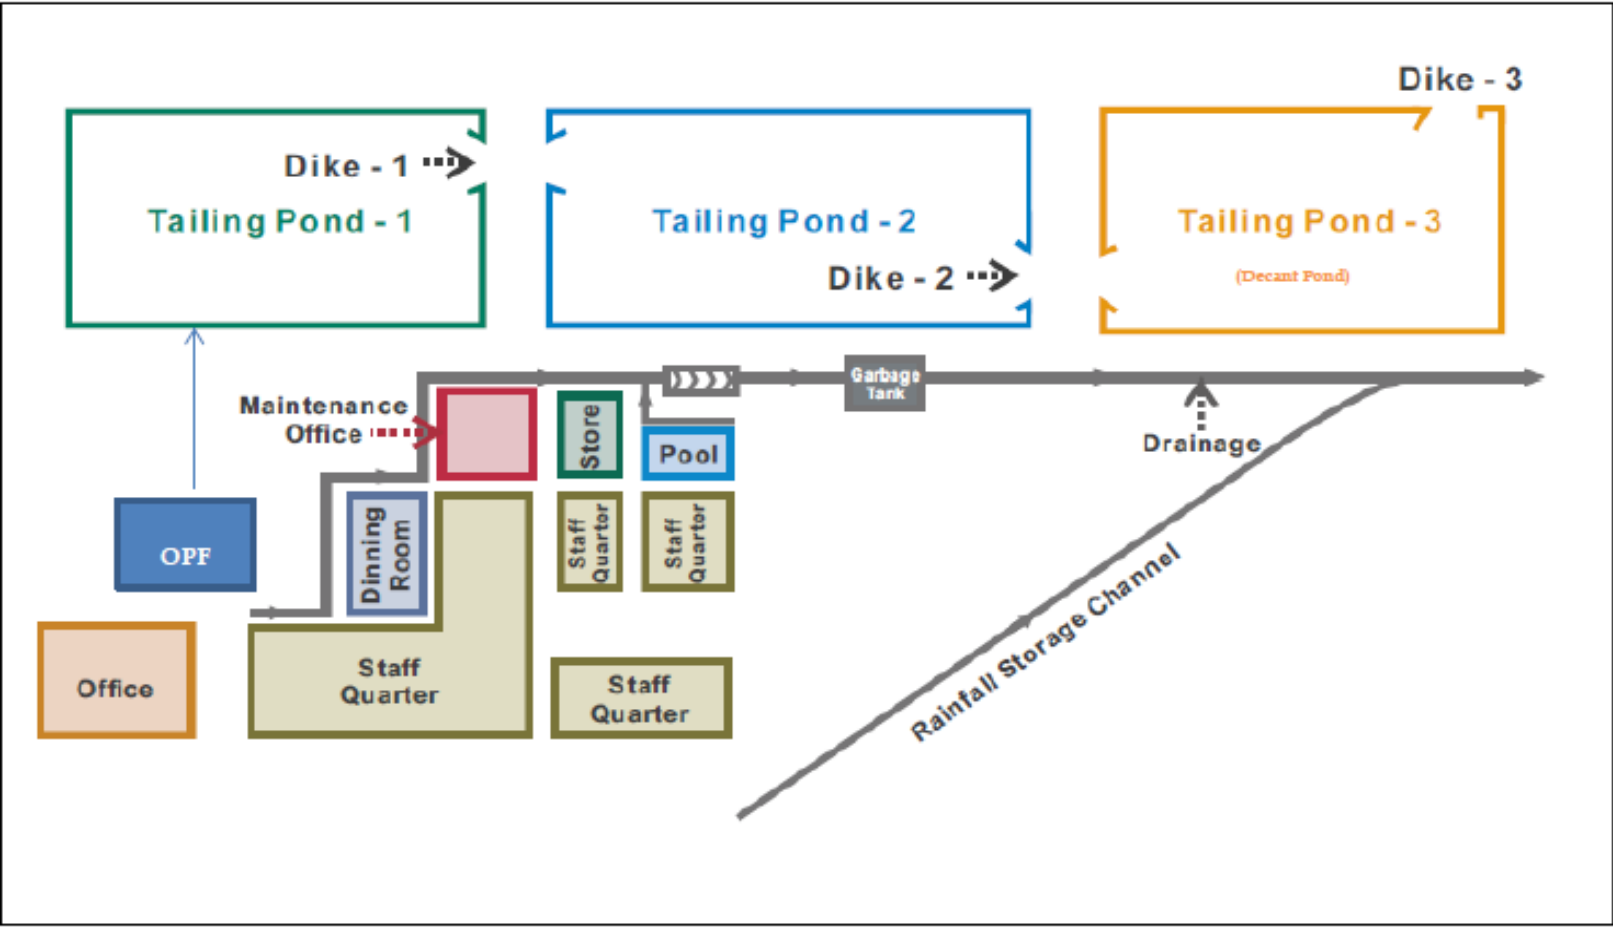 Dike - 3
Dike - 1
Tailing Pond - 1
Tailing Pond - 2
Dike - 2
Tailing Pond - 3
(Decant Pond)
Garbage
Tank
Maintenance
Office
Store
Pool
Drainage
OPF
Dinning
Room
Staff
Quarter
Staff
Quarter
Office
Staff
Quarter
Staff
Quarter
Rainfall Storage Channel